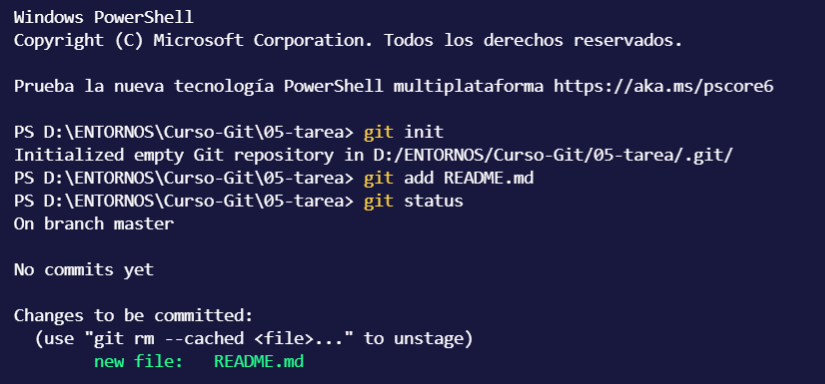 Windows PowerShell
Copyright (C) Microsoft Corporation. Todos los derechos reservados.
Prueba la nueva tecnología PowerShell multiplataforma https://aka.ms/pscore6
PS D:\ENTORNOS\Curso-Git\05-tarea> git init
Initialized empty Git repository in D:/ENTORNOS/Curso-Git/05-tarea/.git/
PS D:\ENTORNOS\Curso-Git\05-tarea> git add README.md
PS D:\ENTORNOS\Curso-Git\05-tarea> git status
On branch master
No commits yet
Changes to be committed:
  (use "git rm --cached <file>..." to unstage)
        new file:   README.md